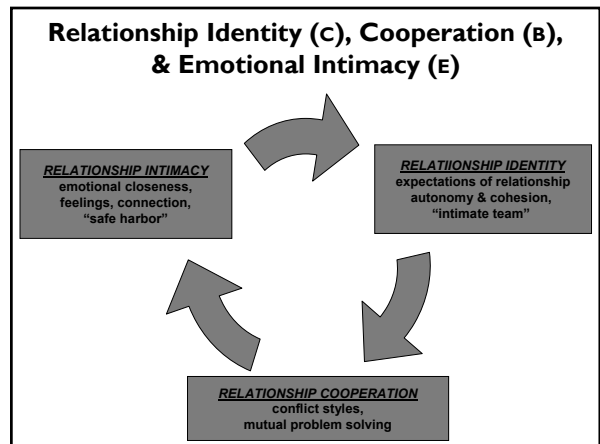 Relationship Identity (C), Cooperation (B),
& Emotional Intimacy (E)
RELATIONSHIP INTIMACY
emotional closeness,
feelings, connection,
“safe harbor”
RELATIIONSHIP IDENTITY
expectations of relationship
autonomy & cohesion,
“intimate team”
RELATIONSHIP COOPERATION
conflict styles,
mutual problem solving